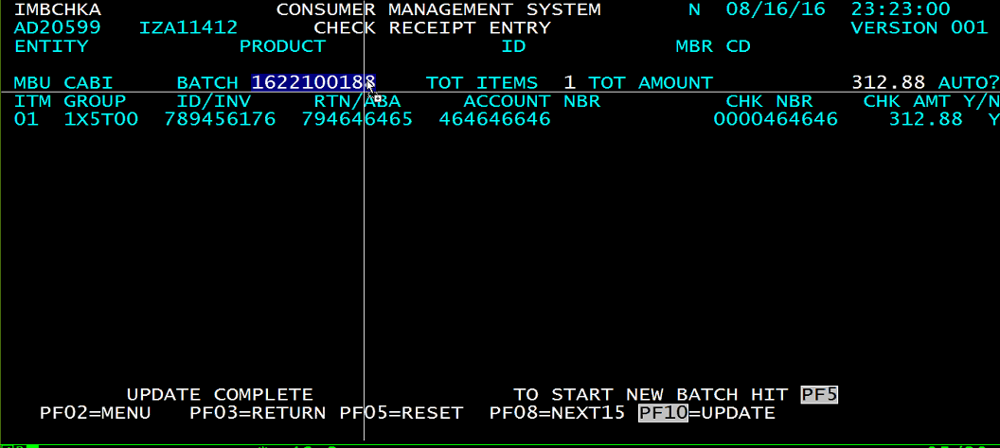 IMBCHKA CONSUMER MANAGEMENT SYSTEM N 08/16/16 23:23:00
AD20599 IZA11412 CHECK RECEIPT ENTRY VERSION 001
ENTITY PRODUCT ID MBR CD
MBU CABI BATCH 1622100188 TOT ITEMS 1 TOT AMOUNT 312.88 AUTO?
ITM GROUP ID/INV RTN/ABA ACCOUNT NBR CHK NBR CHK AMT Y/N
01 1X5T00 789456176 794646465 464646646 0000464646 312.88 Y
UPDATE COMPLETE TO START NEW BATCH HIT PF5
PF02=MENU PF03=RETURN PF05=RESET PF08=NEXT15 PF10=UPDATE